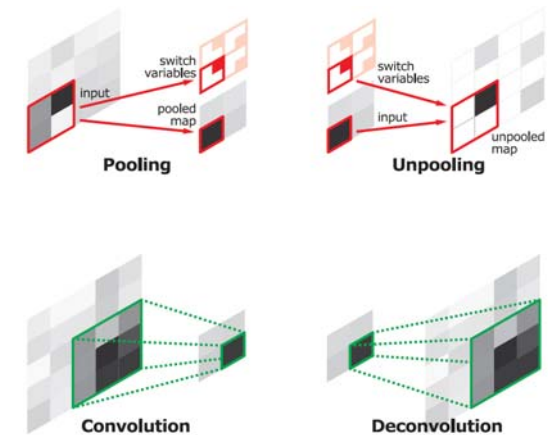 switch
variables
input
pooled
map
Pooling
switch
variables
input
unpooled
map
Unpooling
Convolution
Deconvolution